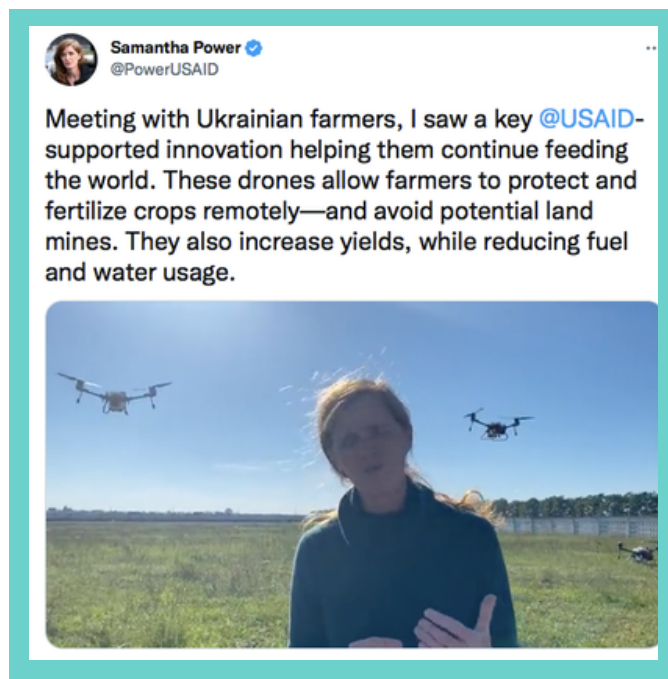 Samantha Power
@PowerUSAID
Meeting with Ukrainian farmers, I saw a key @USAID-
supported innovation helping them continue feeding
the world. These drones allow farmers to protect and
fertilize crops remotely—and avoid potential land
mines. They also increase yields, while reducing fuel
and water usage.